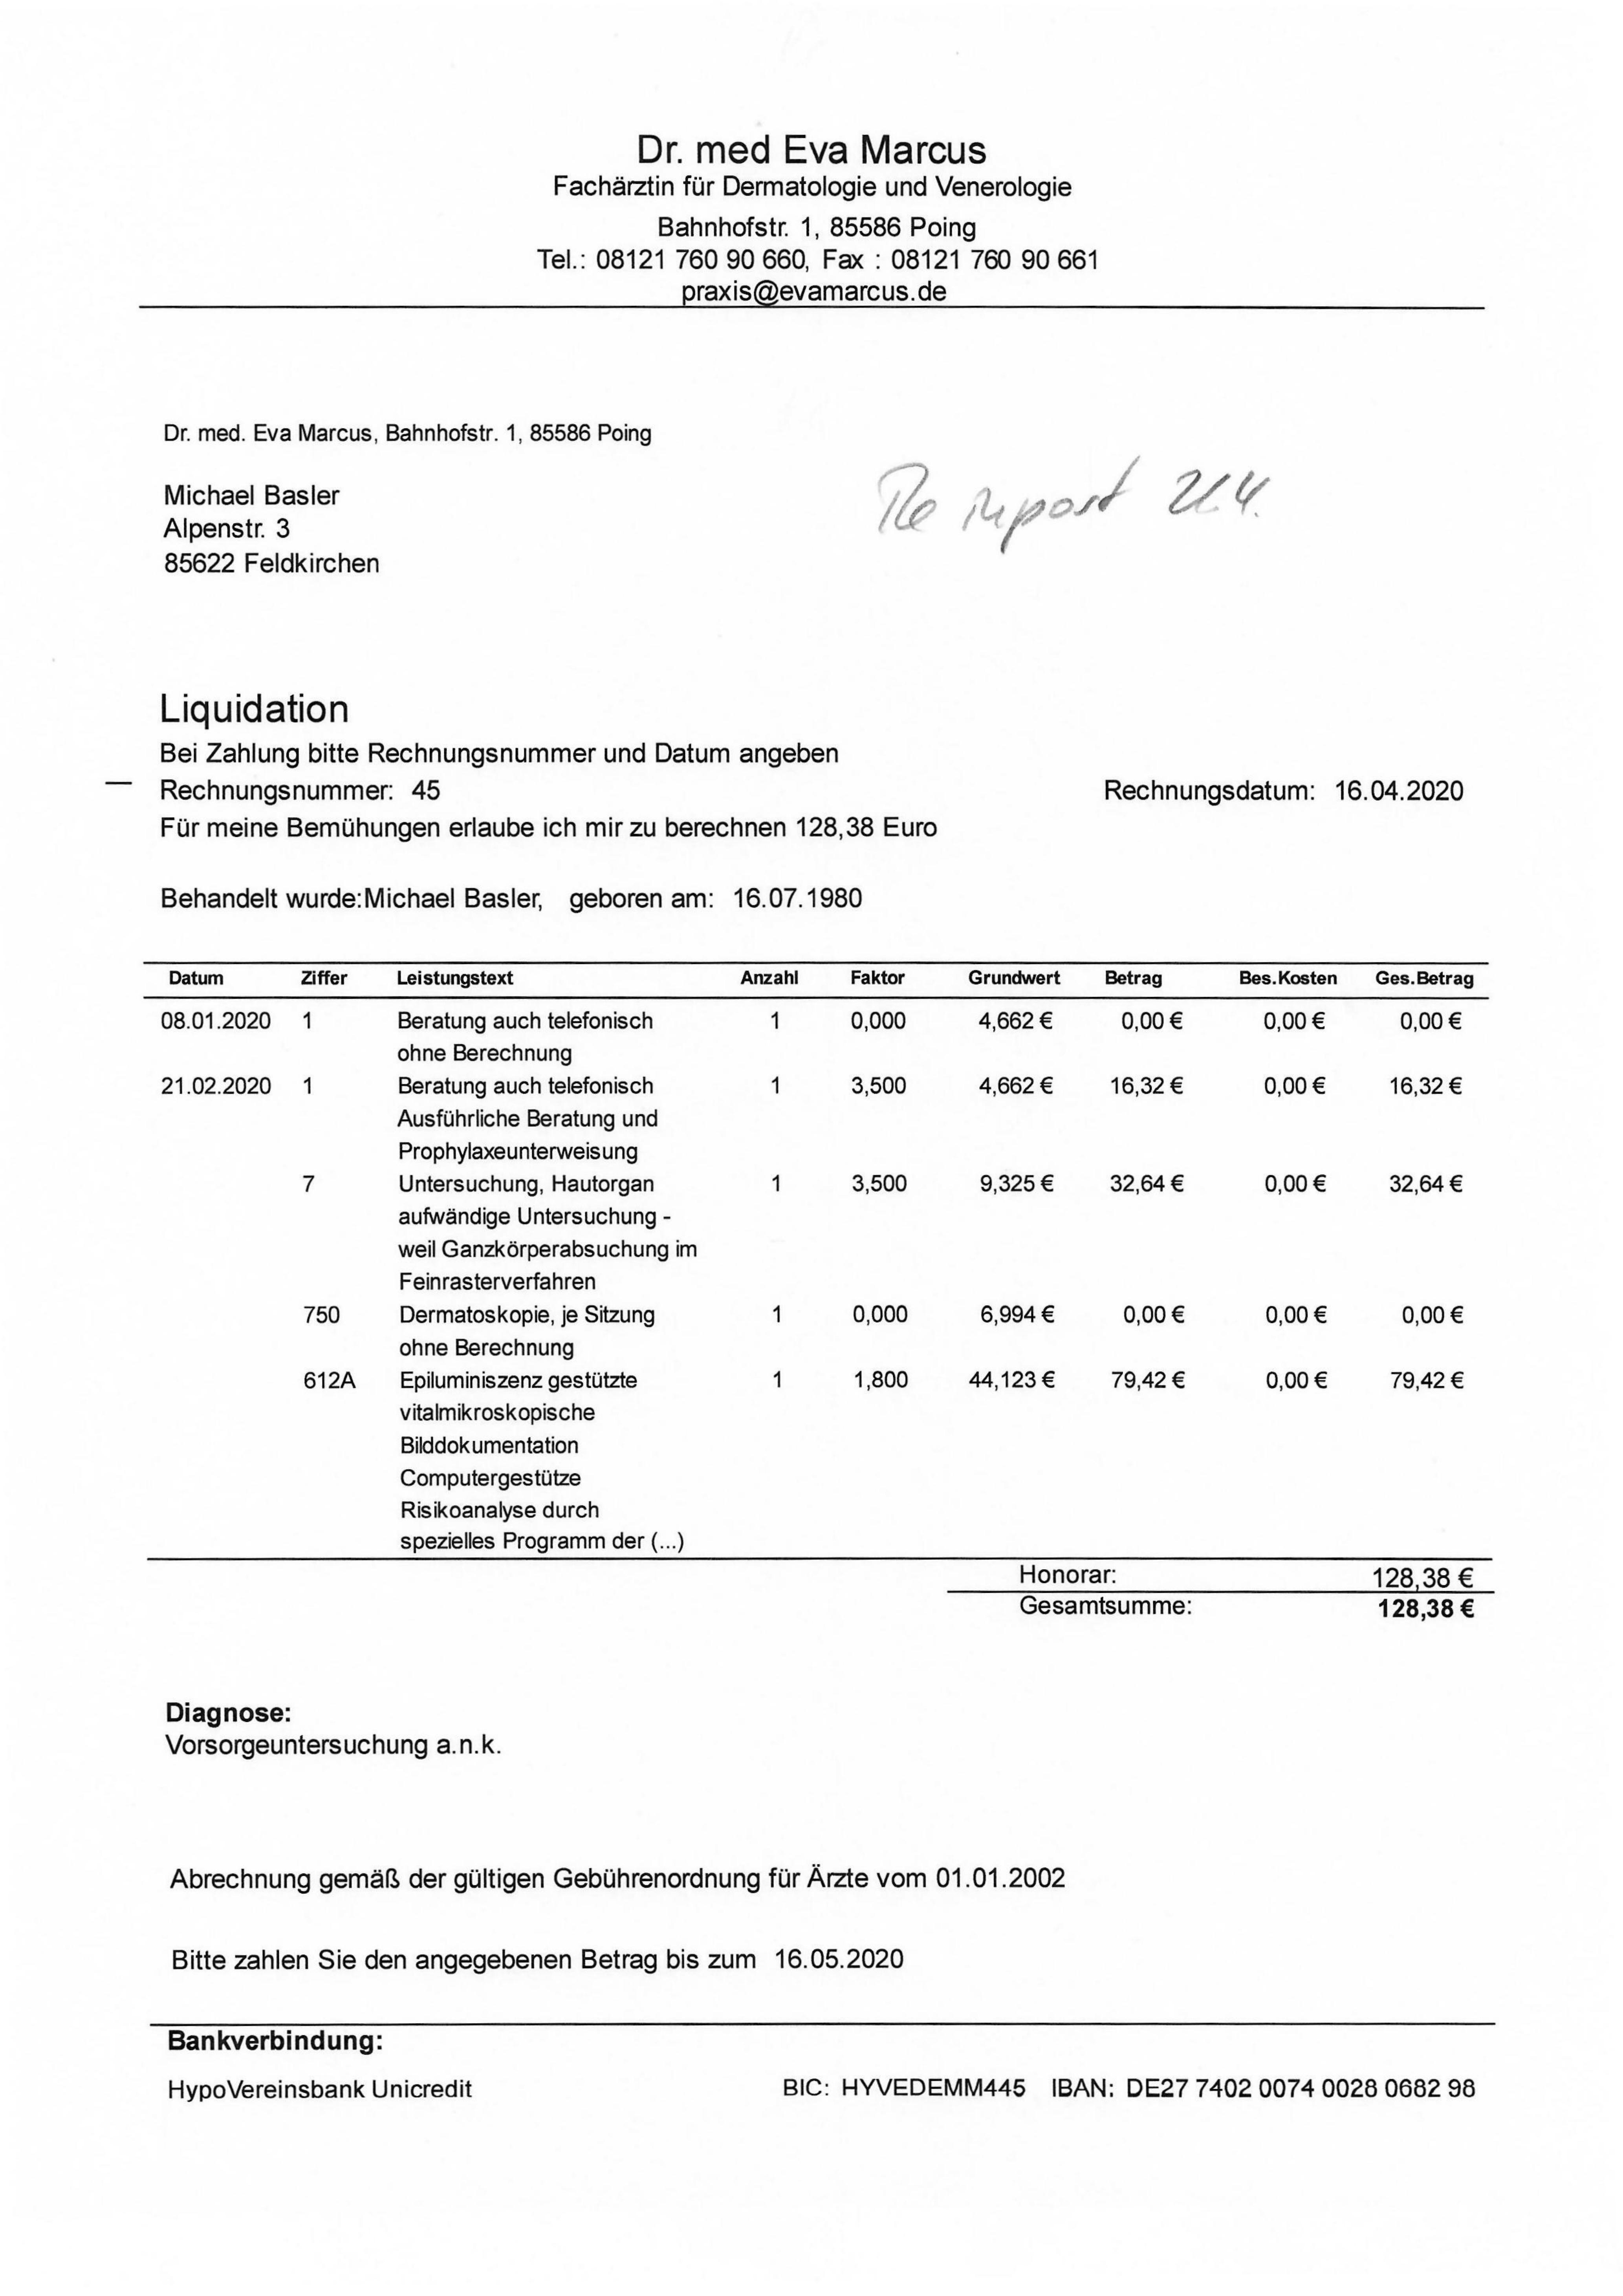 Dr. med Eva Marcus
Fachärztin für Dermatologie und Venerologie
Bahnhofstr. 1, 85586 Poing
Tel.: 08121 760 90 660, Fax : 08121 760 90 661
praxis@evamarcus.de
Dr. med. Eva Marcus, Bahnhofstr. 1, 85586 Poing
Michael Basler
Alpenstr. 3
85622 Feldkirchen
Liquidation
Bei Zahlung bitte Rechnungsnummer und Datum angeben
Rechnungsnummer: 45 Rechnungsdatum: 16.04.2020
Für meine Bemühungen erlaube ich mir zu berechnen 128,38 Euro
Behandelt wurde:Michael Basler, geboren am: 16.07.1980
Datum Ziffer Leistungstext Anzahl Faktor Grundwert Betrag Bes.Kosten Ges.Betrag
08.01.2020 1 Beratung auch telefonisch 1 0,000 4,662 € 0,00 € 0,00 € 0,00 €
ohne Berechnung
21.02.2020 1 Beratung auch telefonisch 1 3,500 4,662 € 16,32 € 0,00 € 16,32 €
Ausführliche Beratung und
Prophylaxeunterweisung
7 Untersuchung, Hautorgan 1 3,500 9,325 € 32,64 € 0,00 € 32,64 €
aufwändige Untersuchung -
weil Ganzkörperabsuchung im
Feinrasterverfahren
750 Dermatoskopie, je Sitzung 1 0,000 6,994 € 0,00 € 0,00 € 0,00 €
ohne Berechnung
612A Epiluminiszenz gestützte 1 1,800 44,123 € 79,42 € 0,00 € 79,42 €
vitalmikroskopische
Bilddokumentation
Computergestütze
Risikoanalyse durch
spezielles Programm der (...)
Honorar: 128,38 €
Gesamtsumme: 128,38 €
Diagnose:
Vorsorgeuntersuchung a.n.k.
Abrechnung gemäß der gültigen Gebührenordnung für Ärzte vom 01.01.2002
Bitte zahlen Sie den angegebenen Betrag bis zum 16.05.2020
Bankverbindung:
HypoVereinsbank Unicredit BIC: HYVEDEMM445 IBAN: DE27 7402 0074 0028 0682 98